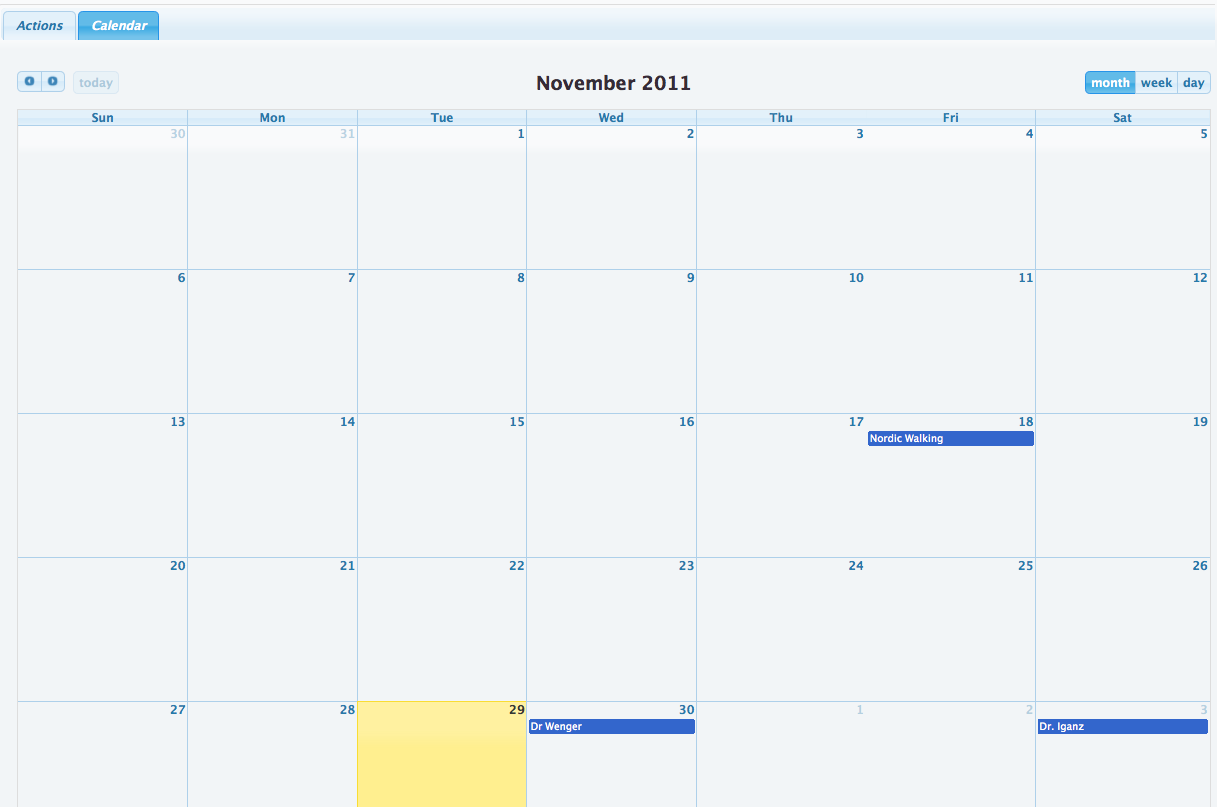 Actions Calendar
today November 2011 month week day
Sun Mon Tue Wed Thu Fri Sat
30 31 1 2 3 4 5
6 7 8 9 10 11 12
13 14 15 16 17 18 19
Nordic Walking
20 21 22 23 24 25 26
27 28 29 30 1 2 3
Dr Wenger Dr. Iganz